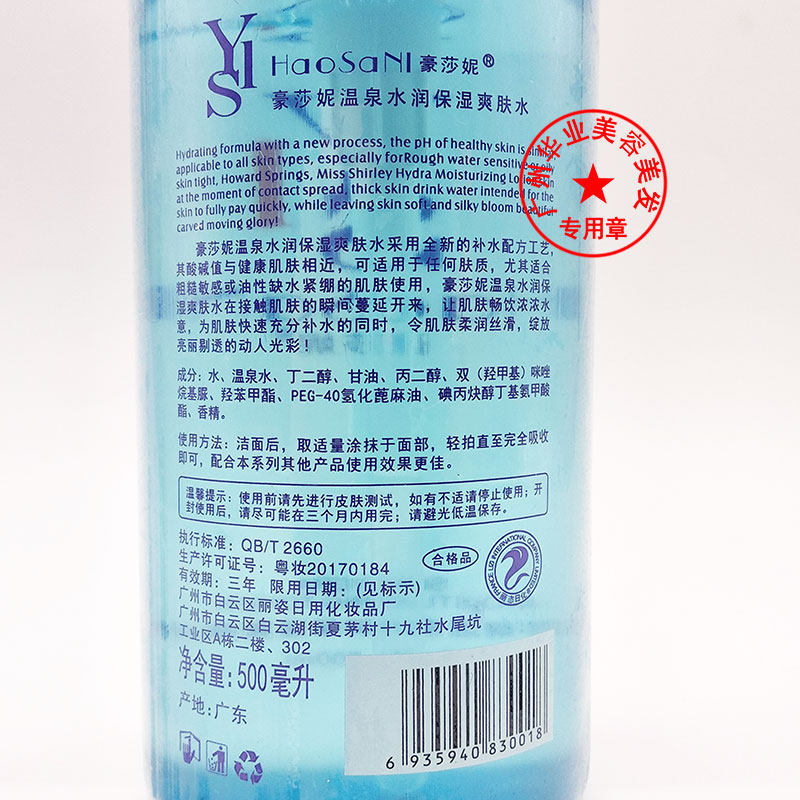 YSI
HaoSaNI 豪莎妮®
豪莎妮温泉水润保湿爽肤水
广州华业美容美发
专用章
Hydrating formula with a new process, the pH of healthy skin is similar
applicable to all skin types, especially forRough water sensitive or oily
skin tight, Howard Springs, Miss Shirley Hydra Moisturizing Lotion skin
at the moment of contact spread, thick skin drink water intended for the
skin to fully pay quickly, while leaving skin soft and silky bloom beautiful
carved moving glory!
豪莎妮温泉水润保湿爽肤水采用全新的补水配方工艺,
其酸碱值与健康肌肤相近，可适用于任何肤质，尤其适合
粗糙敏感或油性缺水紧绷的肌肤使用，豪莎妮温泉水润保
湿爽肤水在接触肌肤的瞬间蔓延开来，让肌肤畅饮浓浓水
意，为肌肤快速充分补水的同时，令肌肤柔润丝滑，绽放
亮丽剔透的动人光彩！
成分：水、温泉水、丁二醇、甘油、丙二醇、双（羟甲基）咪唑
烷基脲、羟苯甲酯、PEG-40氢化蓖麻油、碘丙炔醇丁基氨甲酸
酯、香精。
使用方法：洁面后，取适量涂抹于面部，轻拍直至完全吸收
即可，配合本系列其他产品使用效果更佳。
温馨提示：使用前请先进行皮肤测试，如有不适请停止使用；开
封使用后，请尽可能在三个月内用完；请避光低温保存。
执行标准：QB/T 2660
生产许可证号：粤妆20170184
有效期：三年 限用日期：(见标示)
广州市白云区丽姿日用化妆品厂
广州市白云区白云湖街夏茅村十九社水尾坑
工业区A栋二楼、302
合格品
净含量：500毫升
产地：广东
6 935940 830018